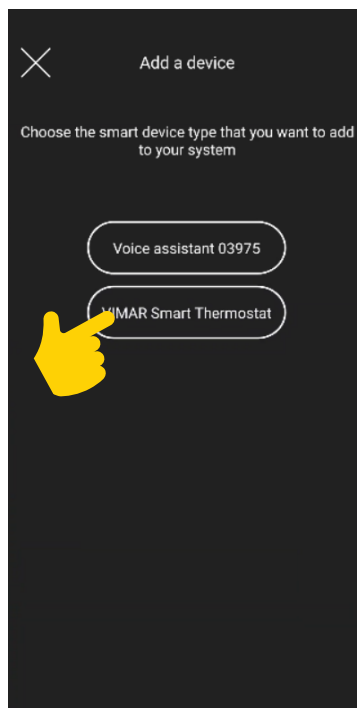 Add a device
Choose the smart device type that you want to add
to your system
Voice assistant 03975
VIMAR Smart Thermostat